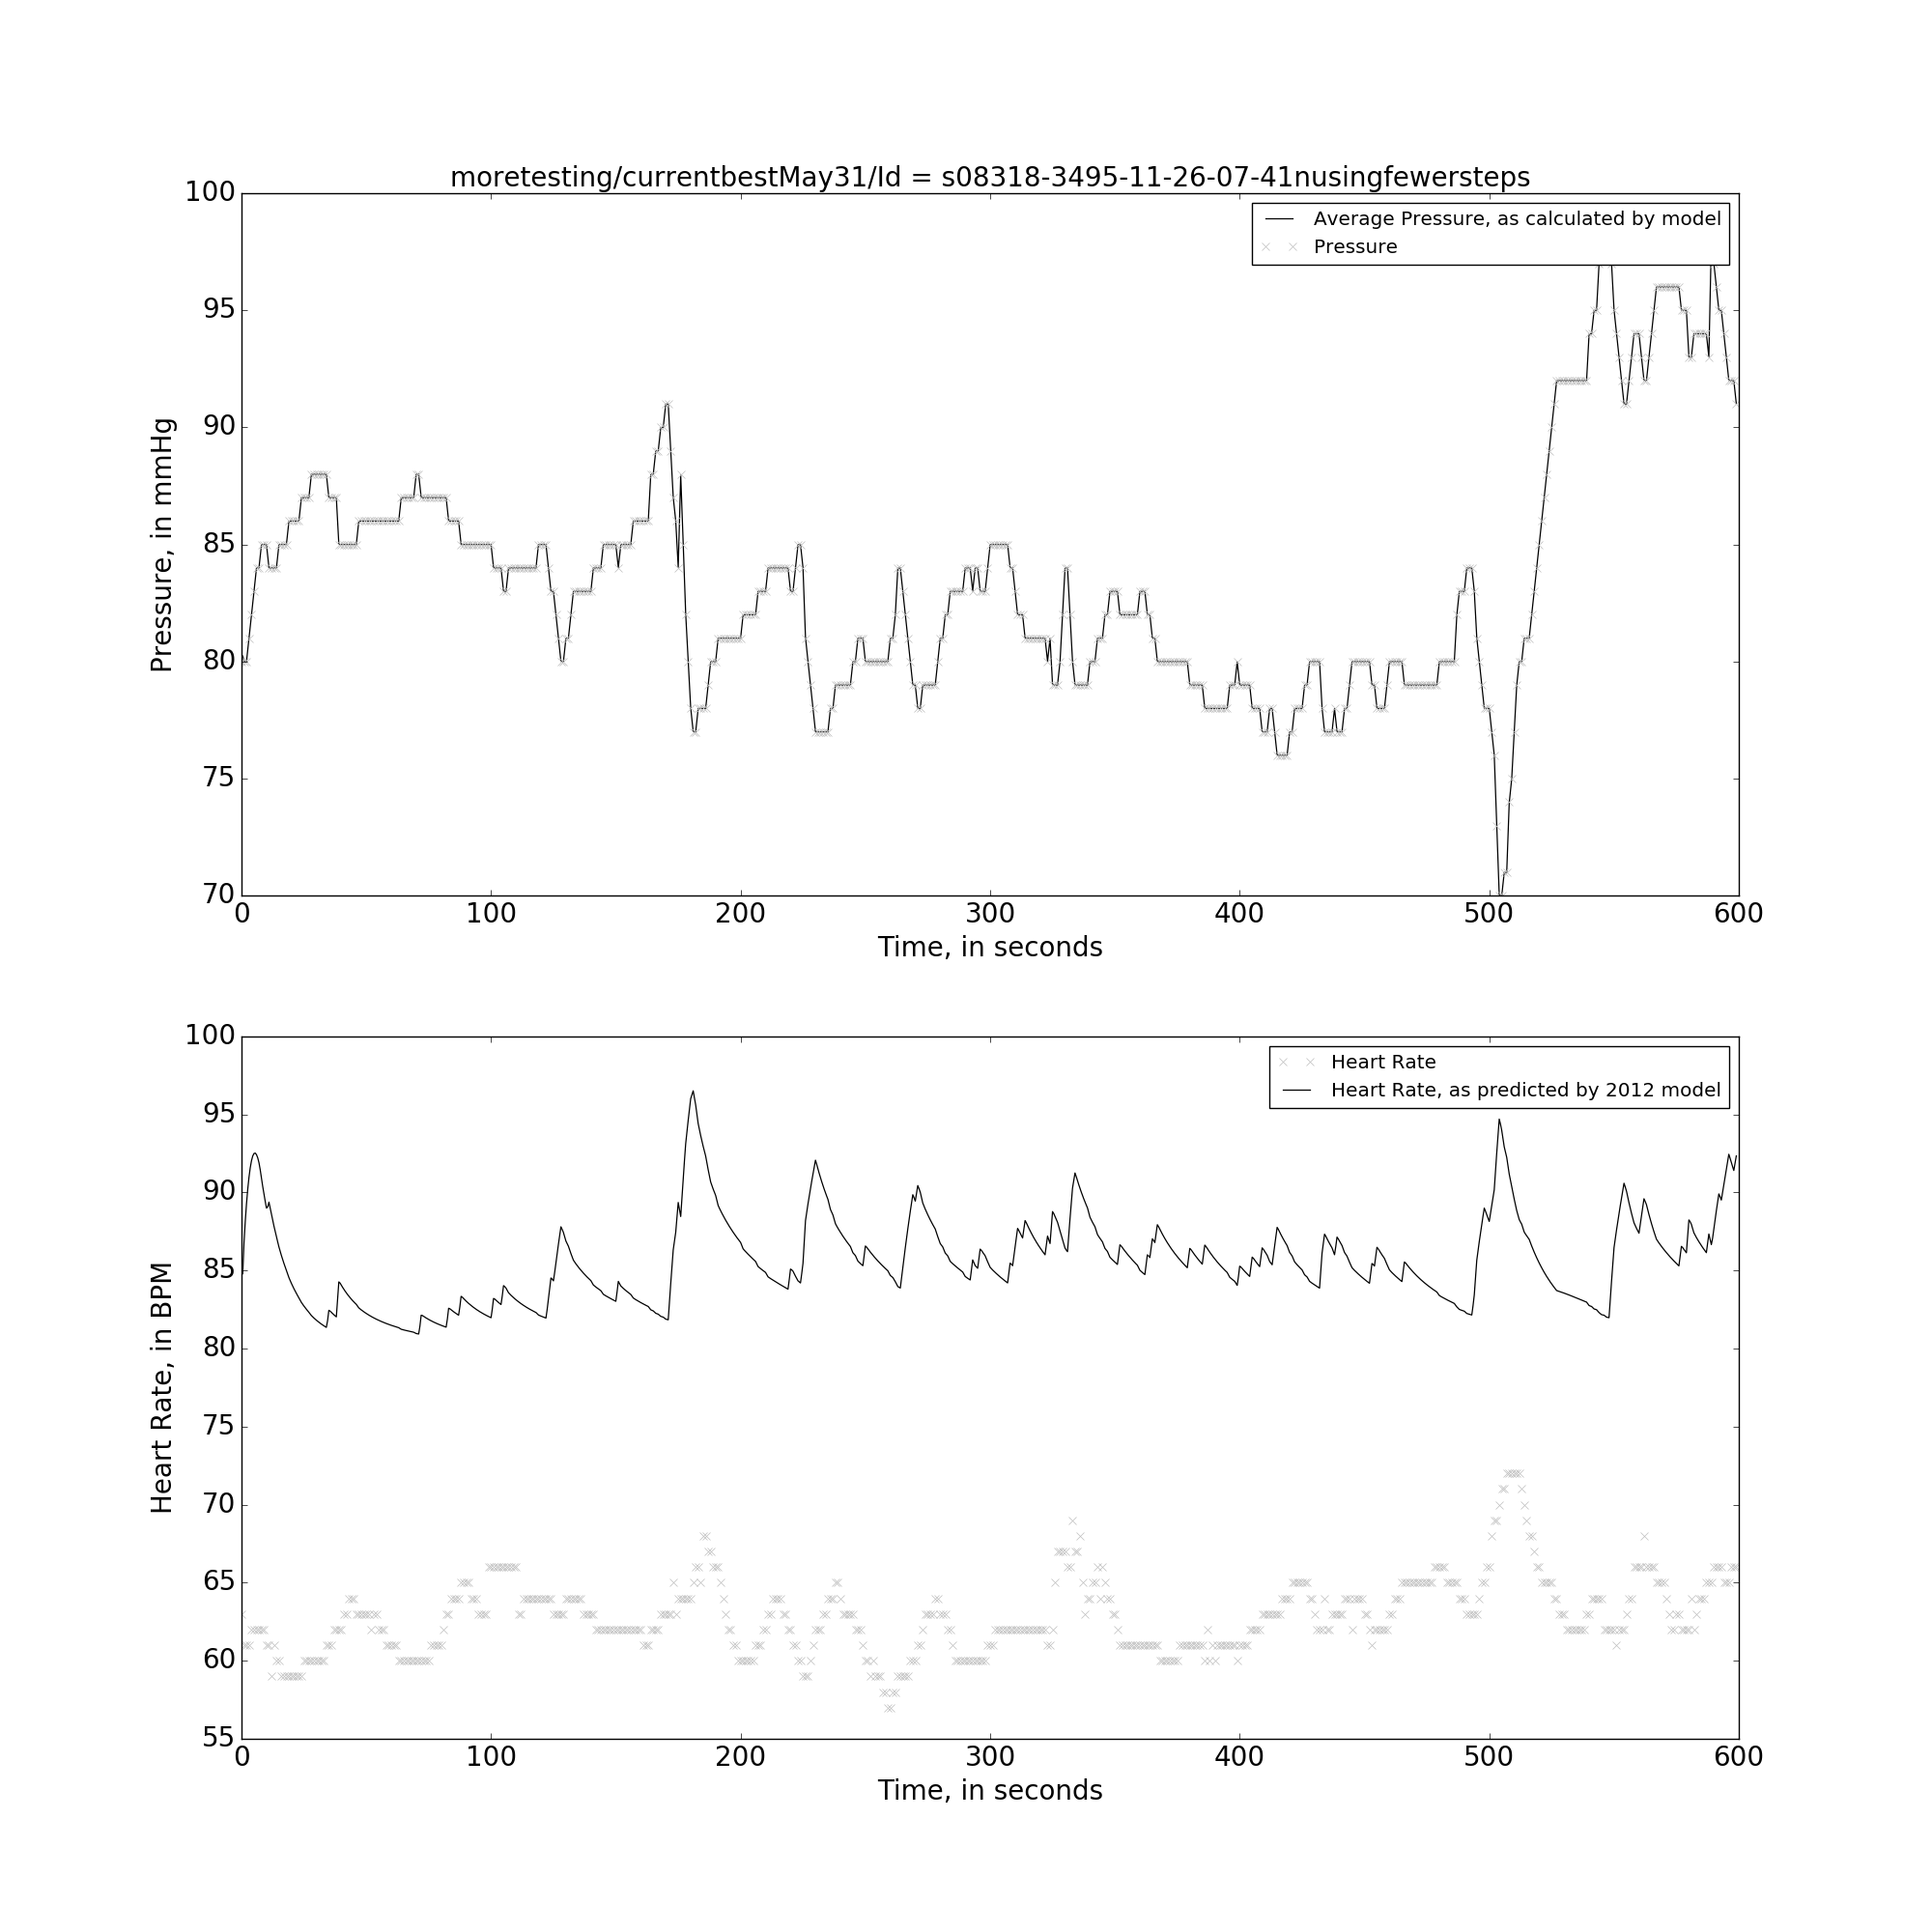 moretesting/currentbestMay31/Id = s08318-3495-11-26-07-41nusingfewersteps
100
95
90
85
80
75
70
Pressure, in mmHg
Average Pressure, as calculated by model
Pressure
0 100 200 300 400 500 600
Time, in seconds
100
95
90
85
80
75
70
65
60
55
Heart Rate, in BPM
Heart Rate
Heart Rate, as predicted by 2012 model
0 100 200 300 400 500 600
Time, in seconds